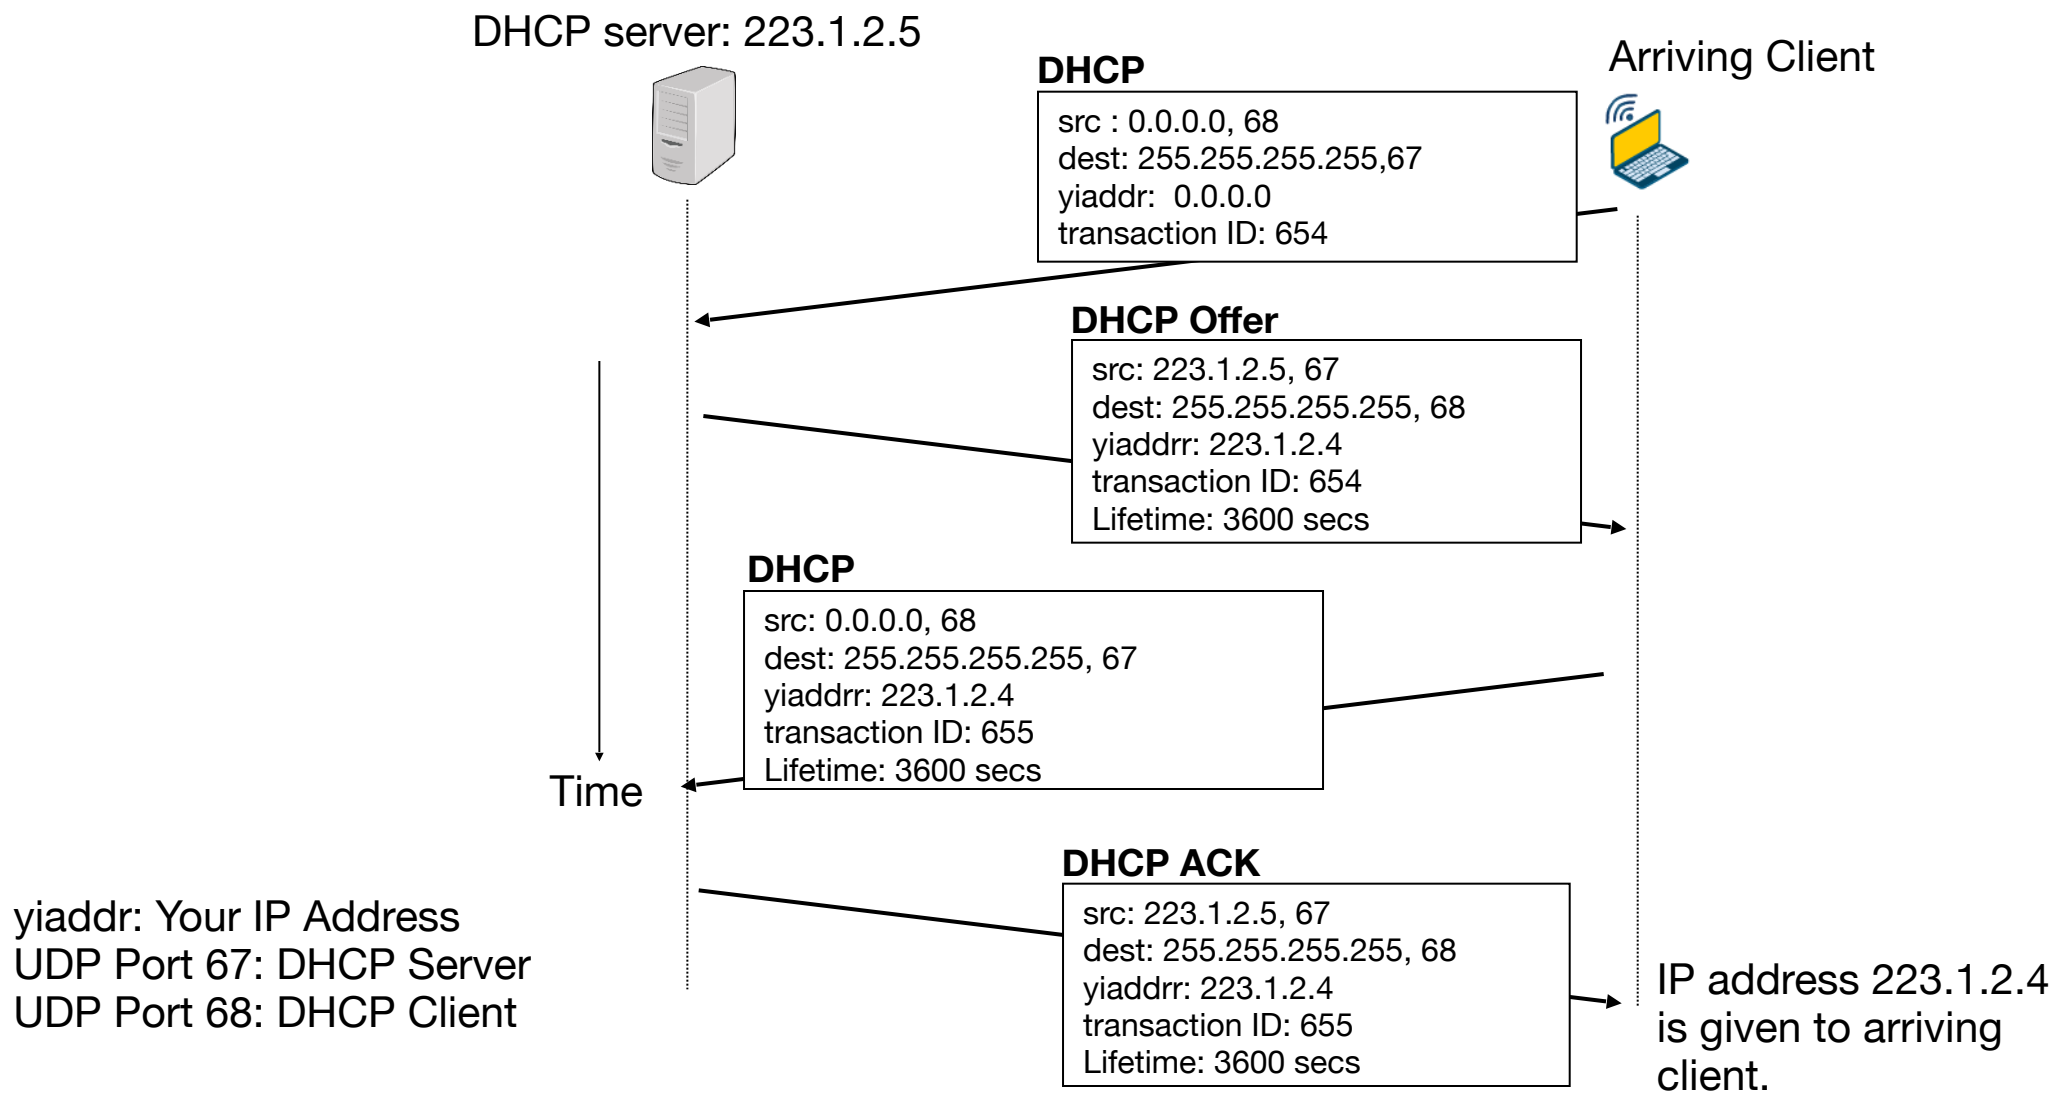 DHCP server: 223.1.2.5
Arriving Client
DHCP
src : 0.0.0.0, 68
dest: 255.255.255.255,67
yiaddr:  0.0.0.0
transaction ID: 654
DHCP Offer
src: 223.1.2.5, 67
dest: 255.255.255.255, 68
yiaddrr: 223.1.2.4
transaction ID: 654
Lifetime: 3600 secs
DHCP
src: 0.0.0.0, 68
dest: 255.255.255.255, 67
yiaddrr: 223.1.2.4
transaction ID: 655
Lifetime: 3600 secs
Time
DHCP ACK
src: 223.1.2.5, 67
dest: 255.255.255.255, 68
yiaddrr: 223.1.2.4
transaction ID: 655
Lifetime: 3600 secs
yiaddr: Your IP Address
UDP Port 67: DHCP Server
UDP Port 68: DHCP Client
IP address 223.1.2.4
is given to arriving
client.